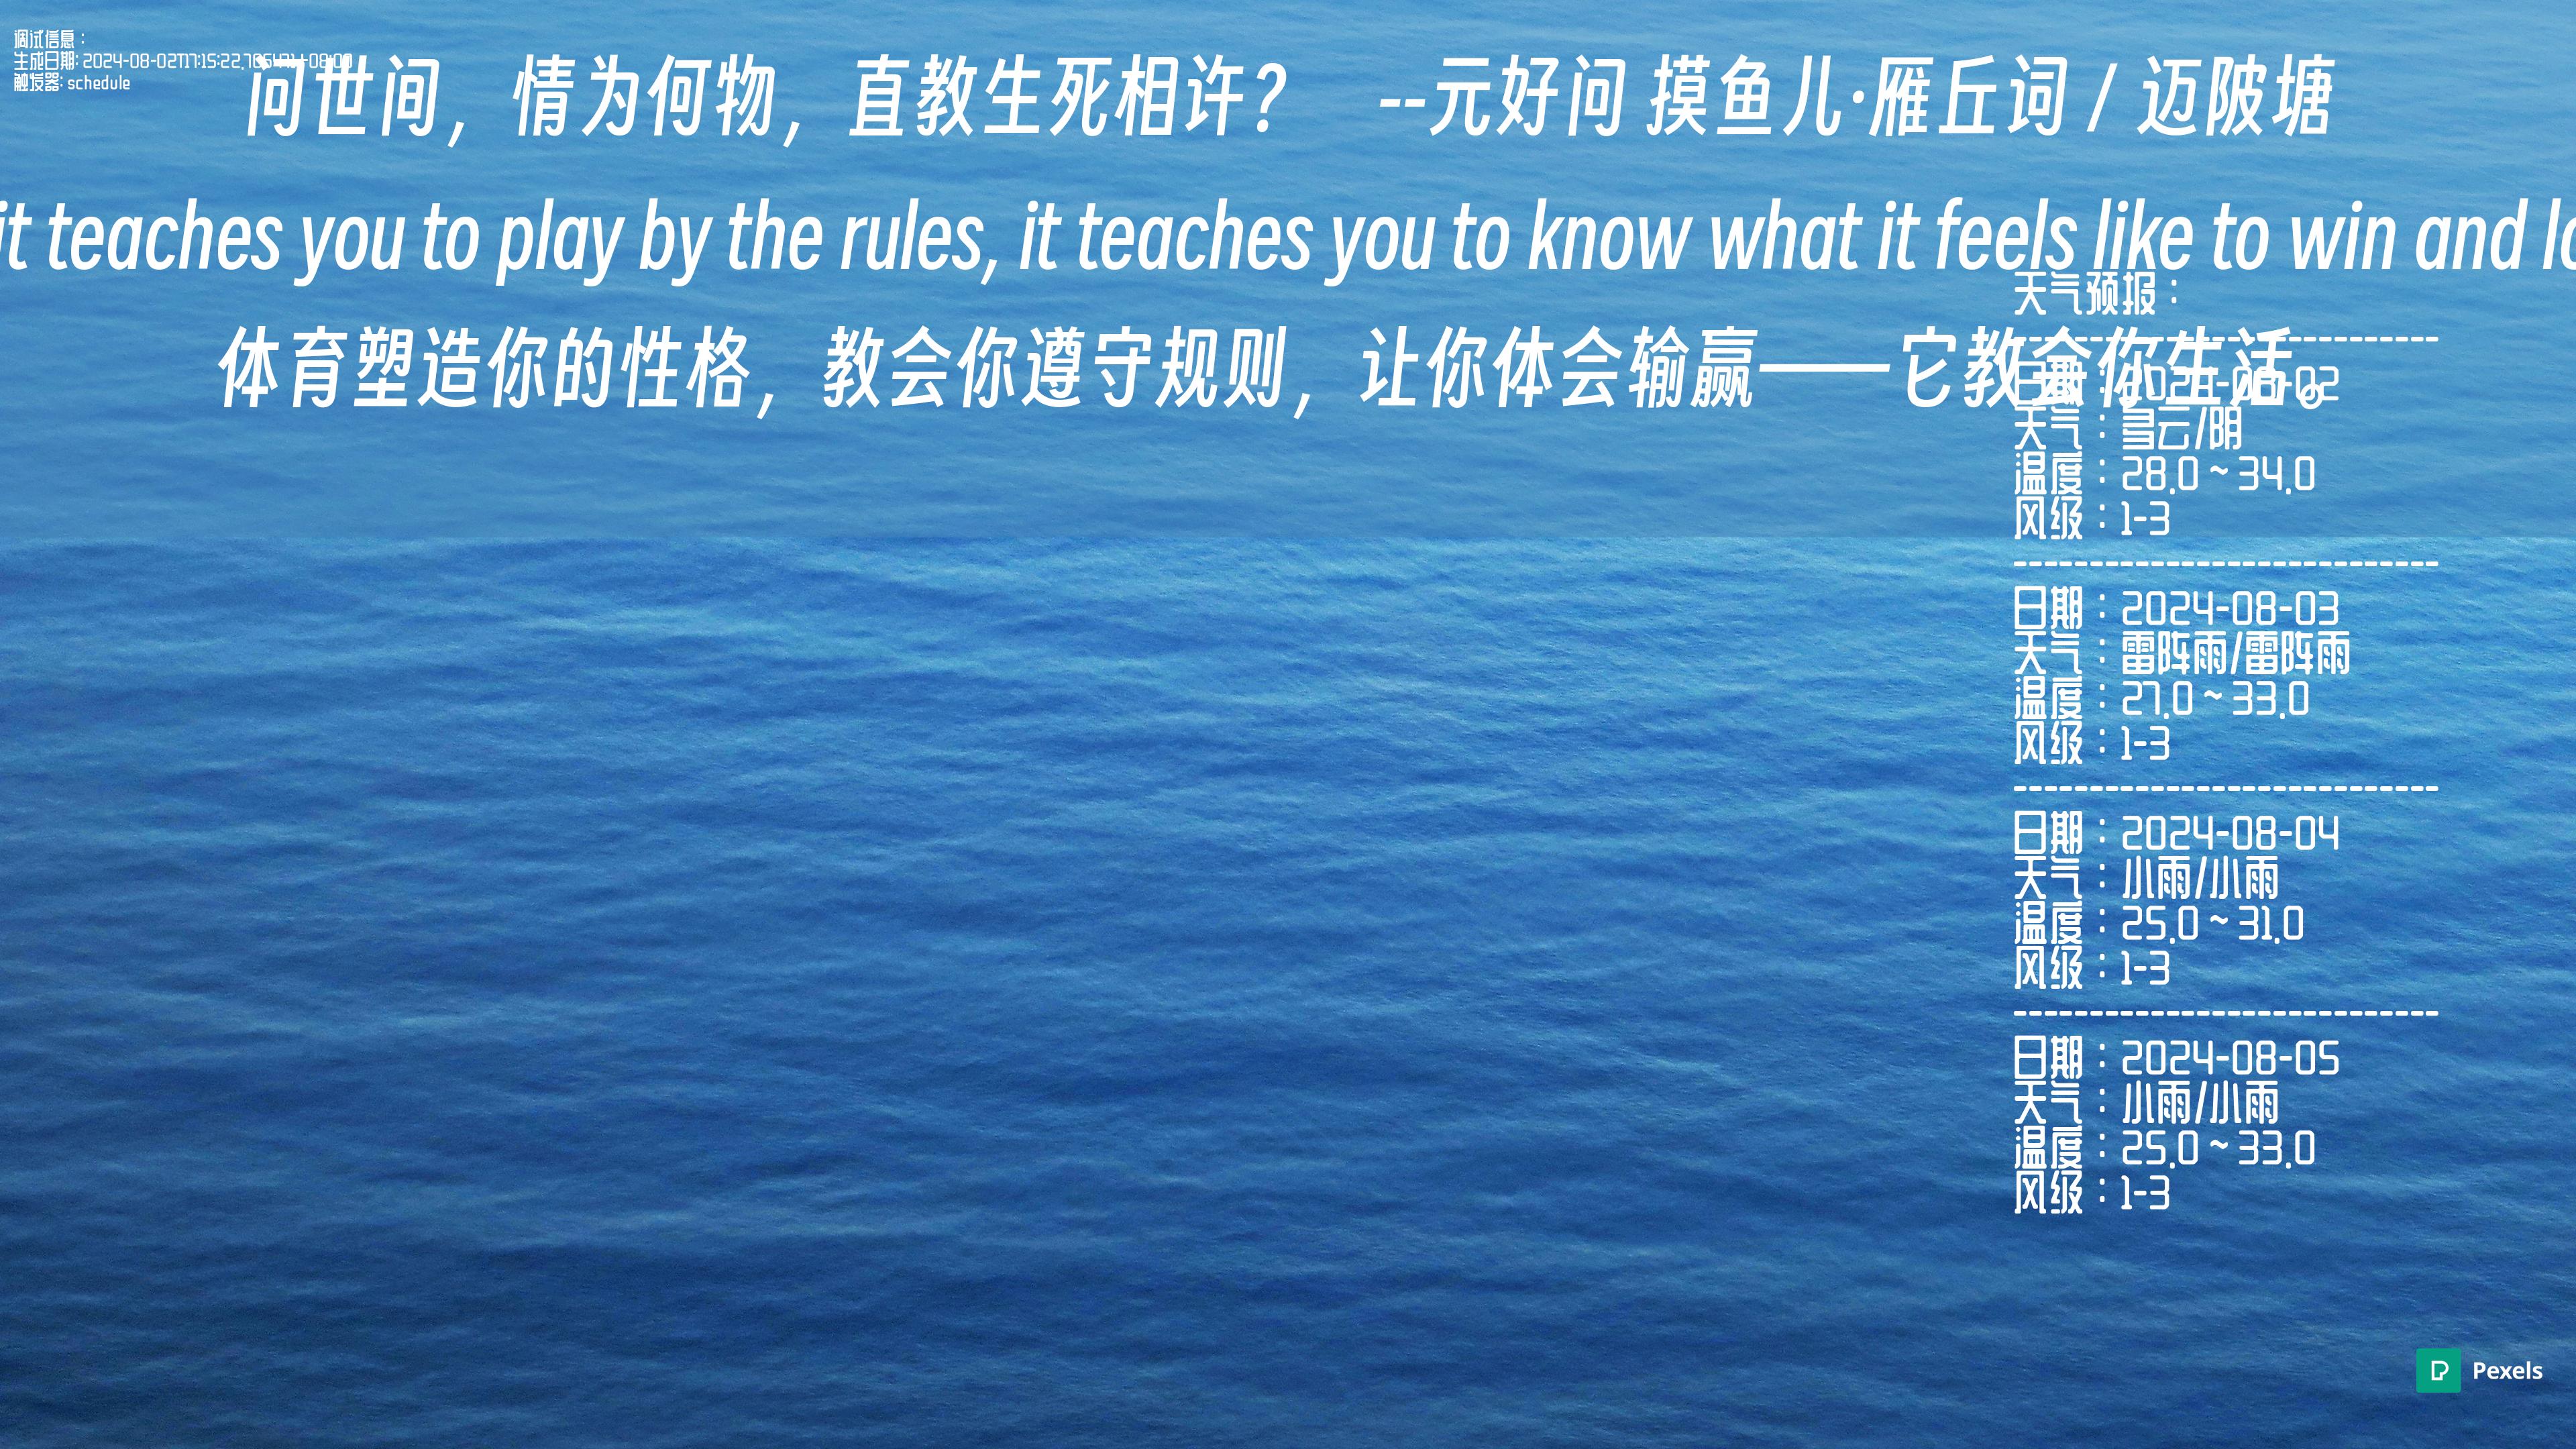 调试信息：
生成日期: 2024-08-02T17:15:22.
触发器: schedule
问世间，情为何物，直教生死相许？ --元好问 摸鱼儿·雁丘词 / 迈陂塘
it teaches you to play by the rules, it teaches you to know what it feels like to win and
体育塑造你的性格，教会你遵守规则，让你体会输赢——它教会你生活。
天气预报：
----------------------------
日期：2024-08-02
天气：多云/阴
温度：28.0 ~ 34.0
风级：1-3
----------------------------
日期：2024-08-03
天气：雷阵雨/雷阵雨
温度：27.0 ~ 33.0
风级：1-3
----------------------------
日期：2024-08-04
天气：小雨/小雨
温度：25.0 ~ 31.0
风级：1-3
----------------------------
日期：2024-08-05
天气：小雨/小雨
温度：25.0 ~ 33.0
风级：1-3
Pexels